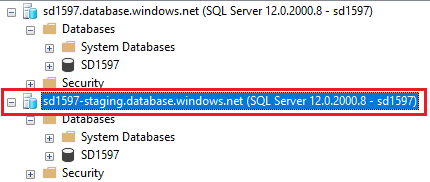 sd1597.database.windows.net (SQL Server 12.0.2000.8 - sd1597)
Databases
System Databases
SD1597
Security
sd1597-staging.database.windows.net (SQL Server 12.0.2000.8 - sd1597)
Databases
System Databases
SD1597
Security